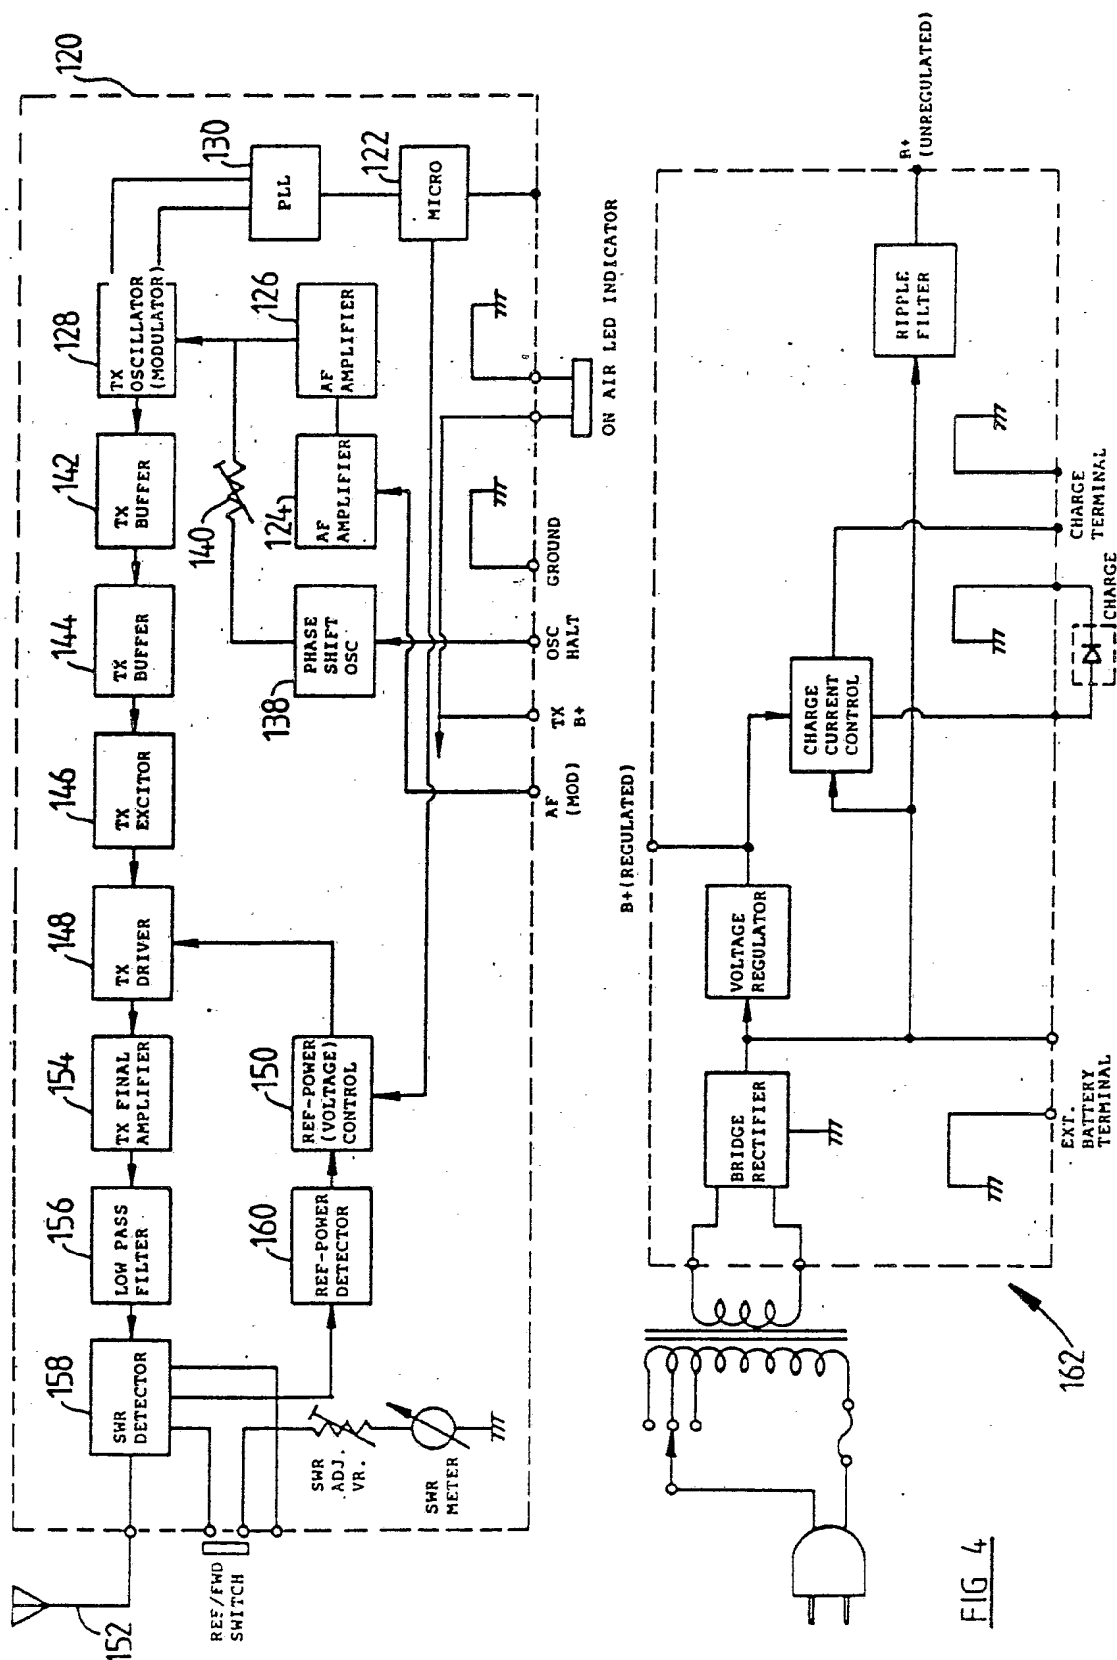 120
130
PLL
122
MICRO
128
TX
OSCILLATOR
(MODULATOR)
126
AF
AMPLIFIER
142
TX
BUFFER
140
124
AF
AMPLIFIER
144
TX
BUFFER
138
PHASE
SHIFT
OSC
146
TX
EXCITOR
148
TX
DRIVER
154
TX FINAL
AMPLIFIER
150
REF-POWER
(VOLTAGE)
CONTROL
156
LOW PASS
FILTER
160
REF-POWER
DETECTOR
158
SWR
DETECTOR
SWR
ADJ.
VR.
SWR
METER
152
REF/FWD
SWITCH
AF
(MOD)
TX
B+
OSC
HALT
GROUND
ON AIR LED INDICATOR
B+
(UNREGULATED)
RIPPLE
FILTER
CHARGE
TERMINAL
CHARGE
CHARGE
CURRENT
CONTROL
B+(REGULATED)
VOLTAGE
REGULATOR
BRIDGE
RECTIFIER
EXT.
BATTERY
TERMINAL
162
FIG 4